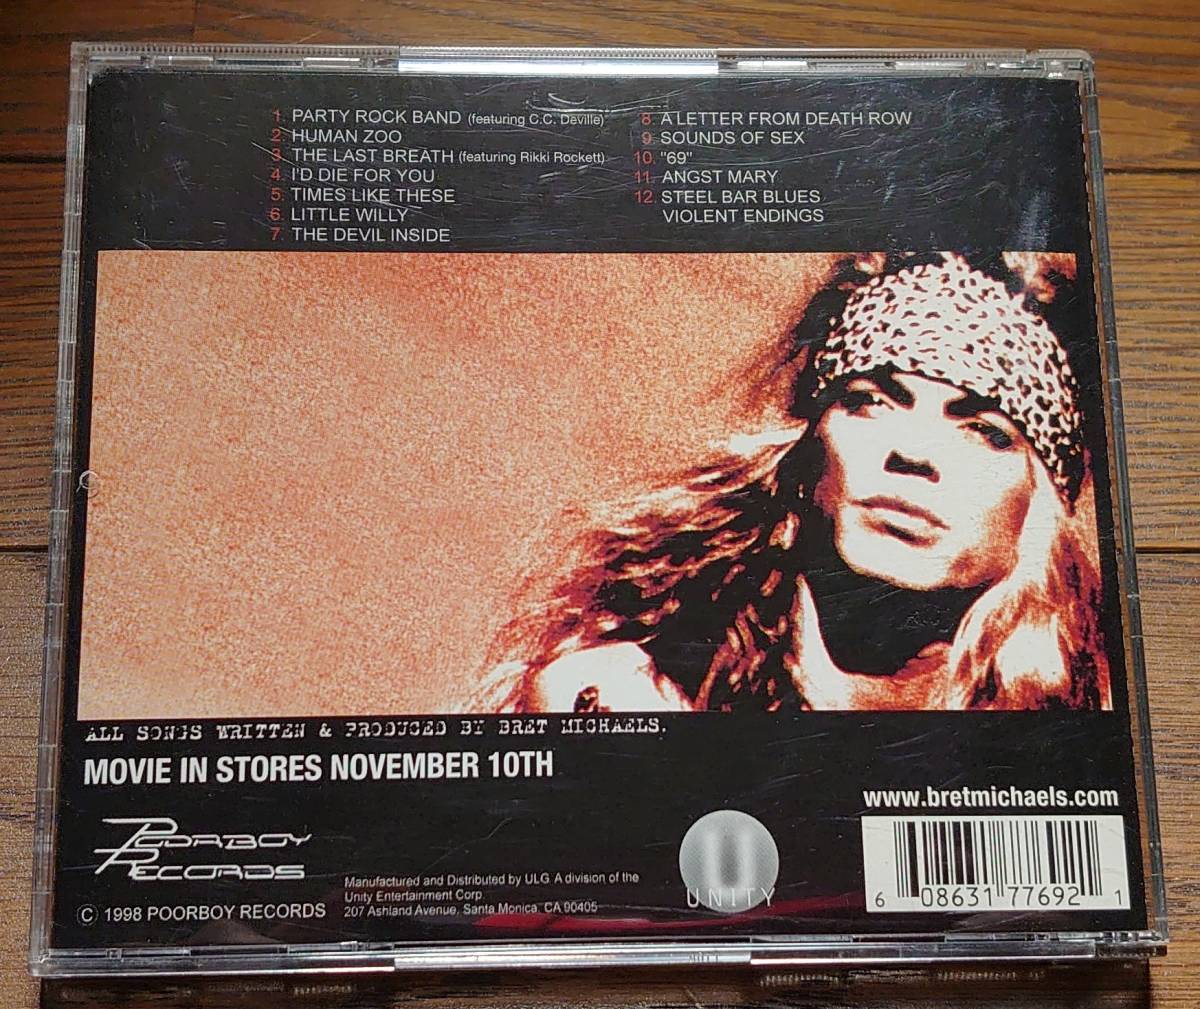 1. PARTY ROCK BAND (featuring C.C. Deville)
2. HUMAN ZOO
3. THE LAST BREATH (featuring Rikki Rockett)
4. I'D DIE FOR YOU
5. TIMES LIKE THESE
6. LITTLE WILLY
7. THE DEVIL INSIDE
8. A LETTER FROM DEATH ROW
9. SOUNDS OF SEX
10. "69"
11. ANGST MARY
12. STEEL BAR BLUES
VIOLENT ENDINGS
ALL SONGS WRITTEN & PRODUCED BY BRET MICHAELS.
MOVIE IN STORES NOVEMBER 10TH
www.bretmichaels.com
POORBOY
RECORDS
© 1998 POORBOY RECORDS
Manufactured and Distributed by ULG A division of the
Unity Entertainment Corp.
207 Ashland Avenue, Santa Monica, CA 90405
U
UNITY
6 08631 77692 1